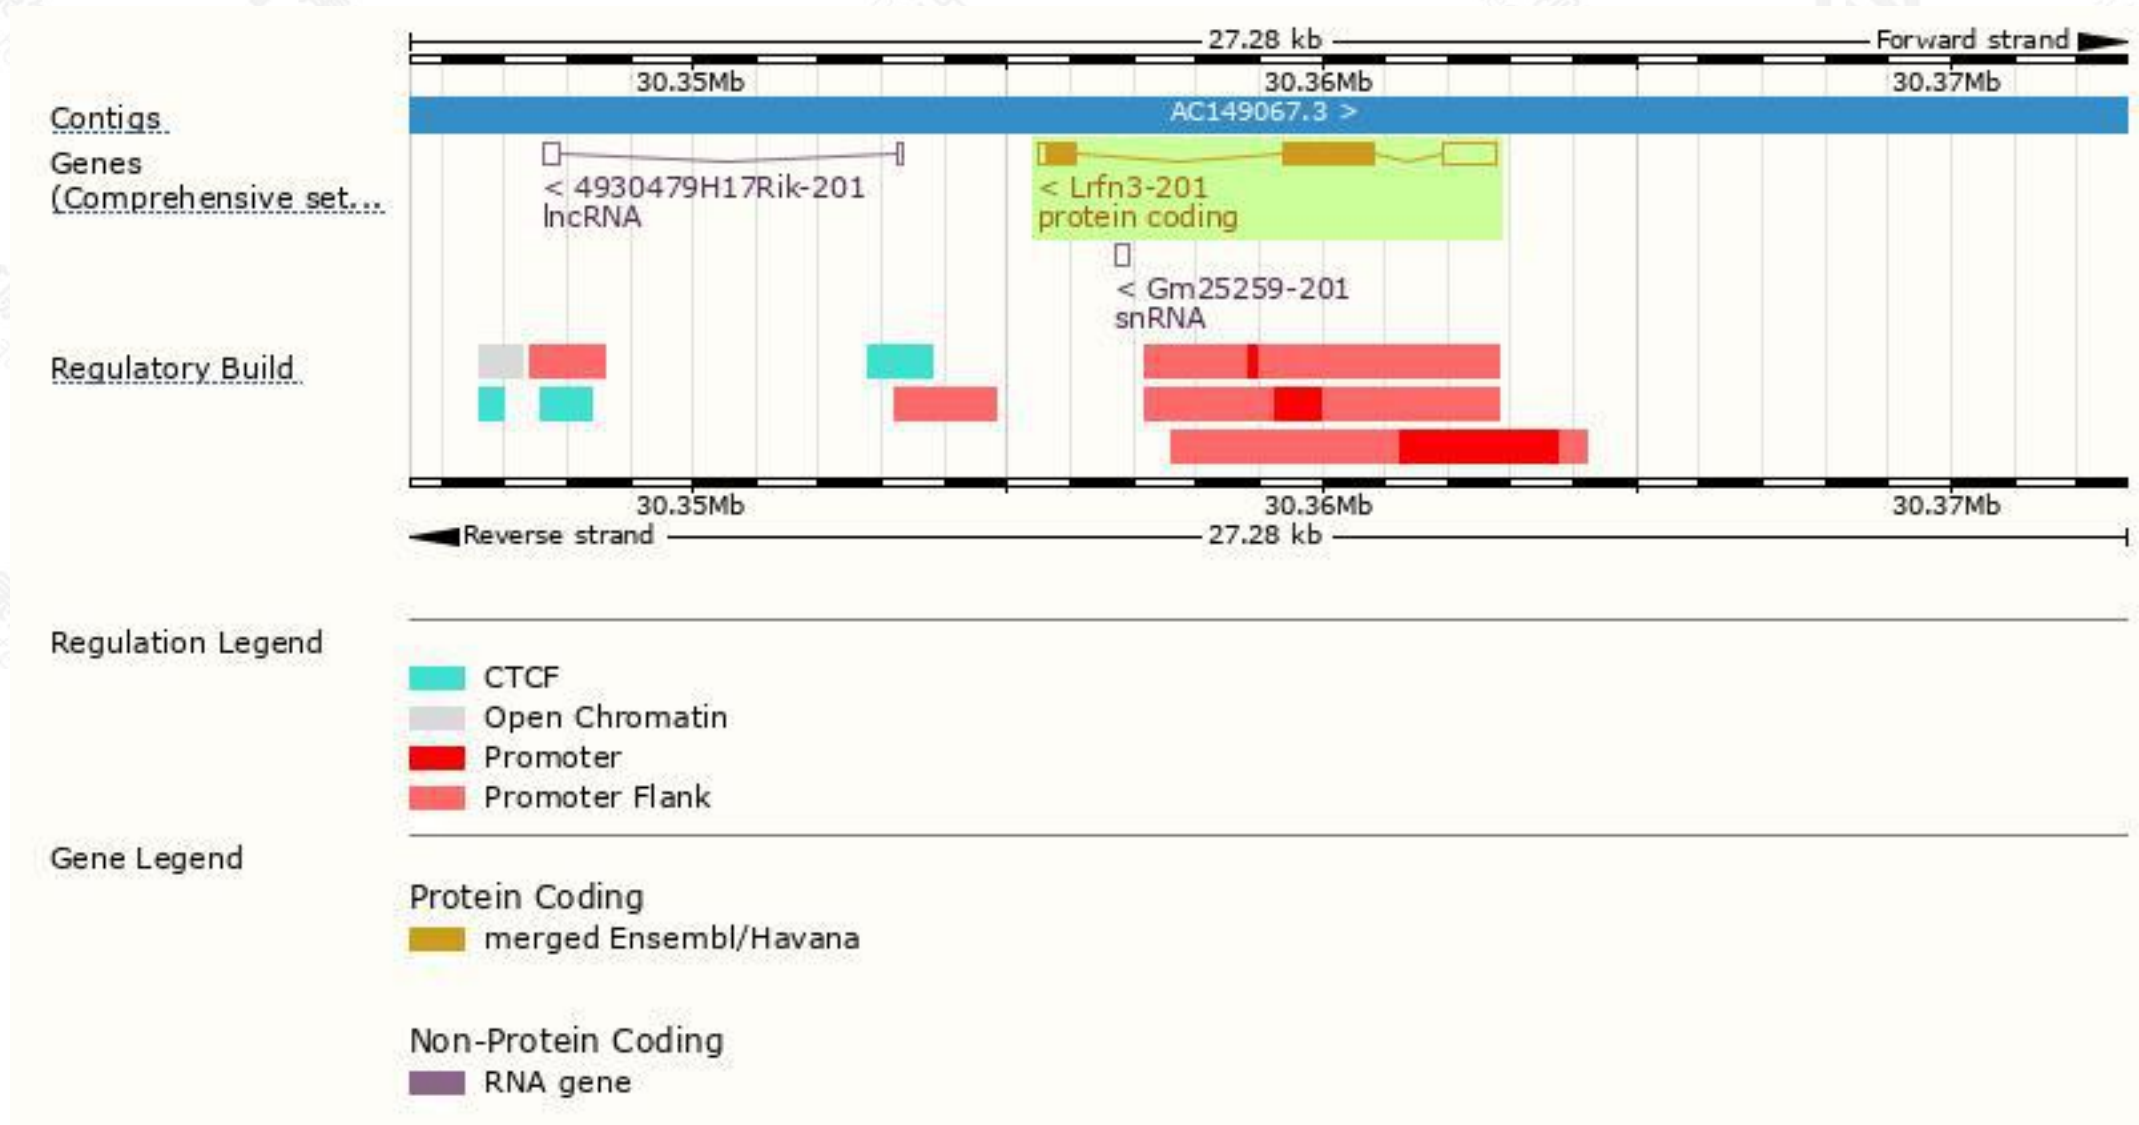 27.28 kb
Forward strand
30.35Mb 30.36Mb 30.37Mb
Contigs
AC149067.3 >
Genes
(Comprehensive set...
< 4930479H17Rik-201
lncRNA
< Lrfn3-201
protein coding
< Gm25259-201
snRNA
Regulatory Build
30.35Mb 30.36Mb 30.37Mb
Reverse strand 27.28 kb
Regulation Legend
CTCF
Open Chromatin
Promoter
Promoter Flank
Gene Legend
Protein Coding
merged Ensembl/Havana
Non-Protein Coding
RNA gene